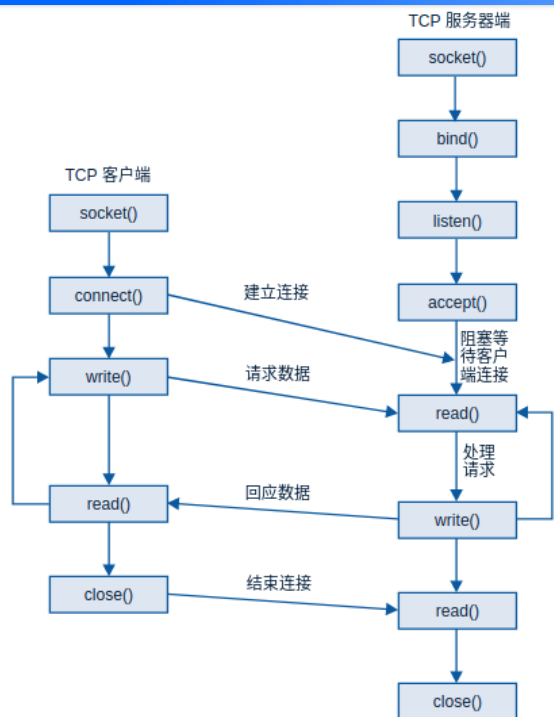 TCP 服务器端
socket()
bind()
TCP 客户端
socket()
listen()
connect()
建立连接
accept()
阻塞等
待客户
端连接
write()
请求数据
read()
处理
请求
read()
回应数据
write()
close()
结束连接
read()
close()